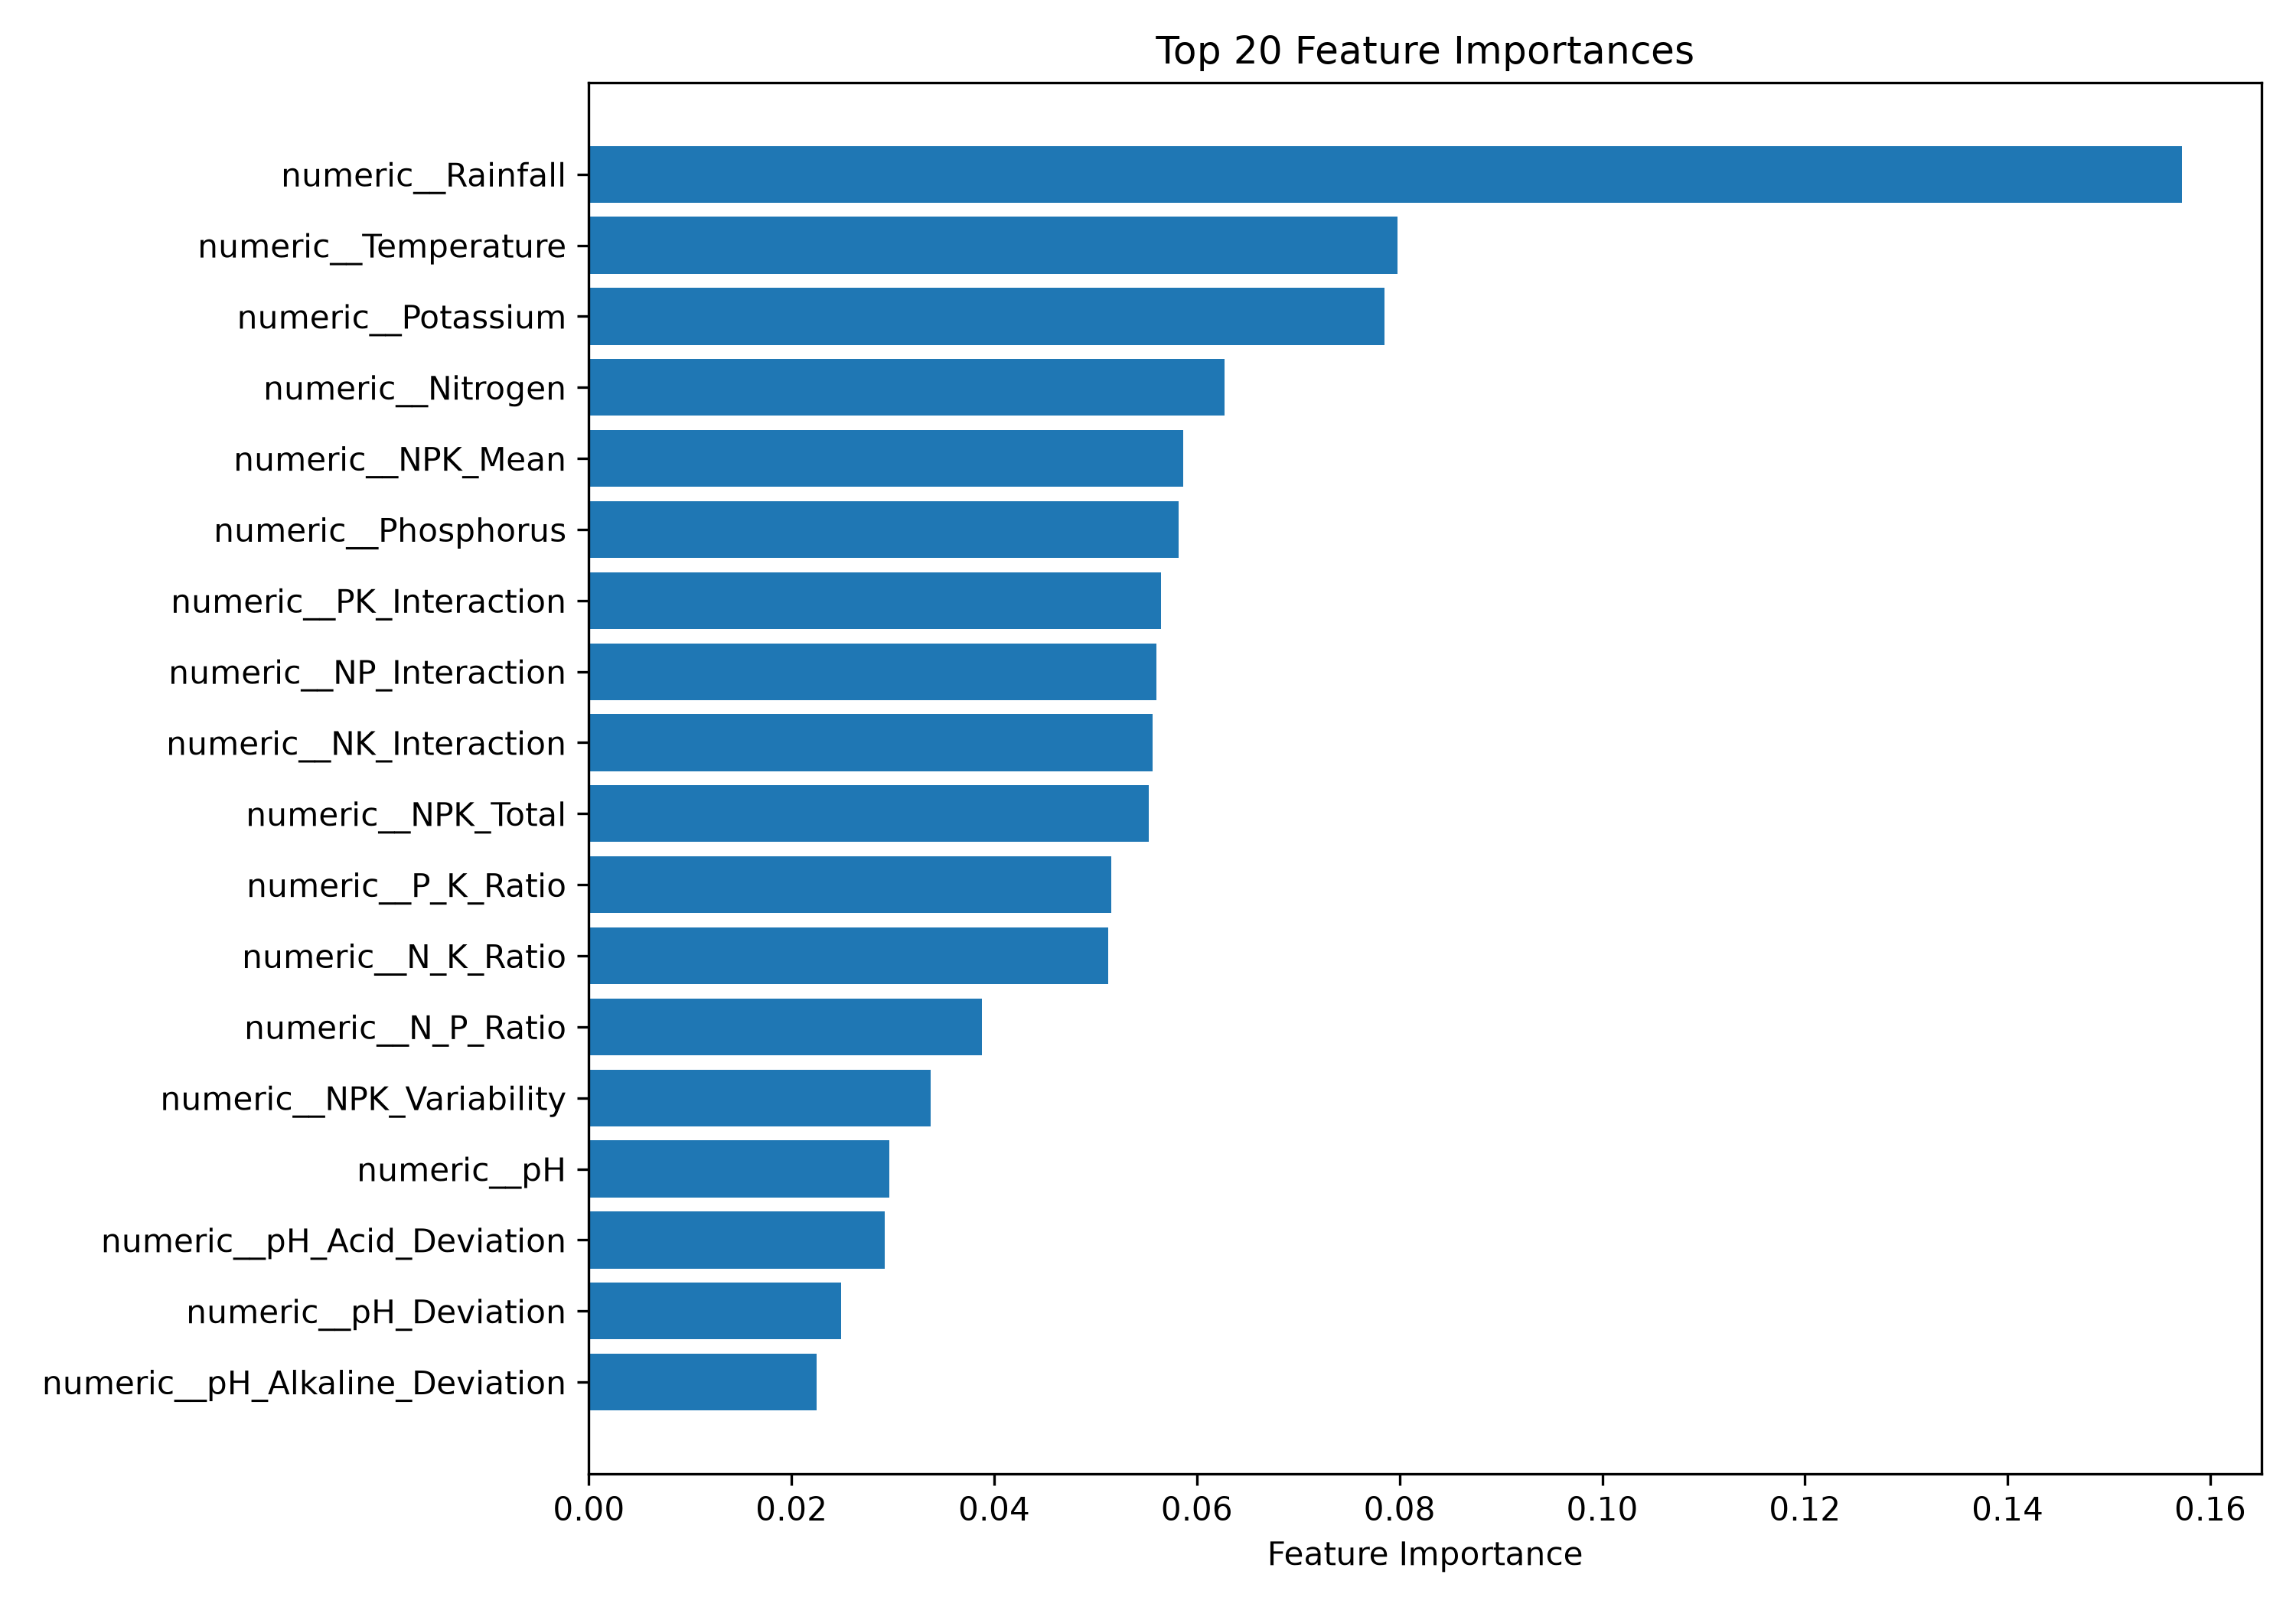 Top 20 Feature Importances
numeric__Rainfall
numeric__Temperature
numeric__Potassium
numeric__Nitrogen
numeric__NPK_Mean
numeric__Phosphorus
numeric__PK_Interaction
numeric__NP_Interaction
numeric__NK_Interaction
numeric__NPK_Total
numeric__P_K_Ratio
numeric__N_K_Ratio
numeric__N_P_Ratio
numeric__NPK_Variability
numeric__pH
numeric__pH_Acid_Deviation
numeric__pH_Deviation
numeric__pH_Alkaline_Deviation
0.00 0.02 0.04 0.06 0.08 0.10 0.12 0.14 0.16
Feature Importance